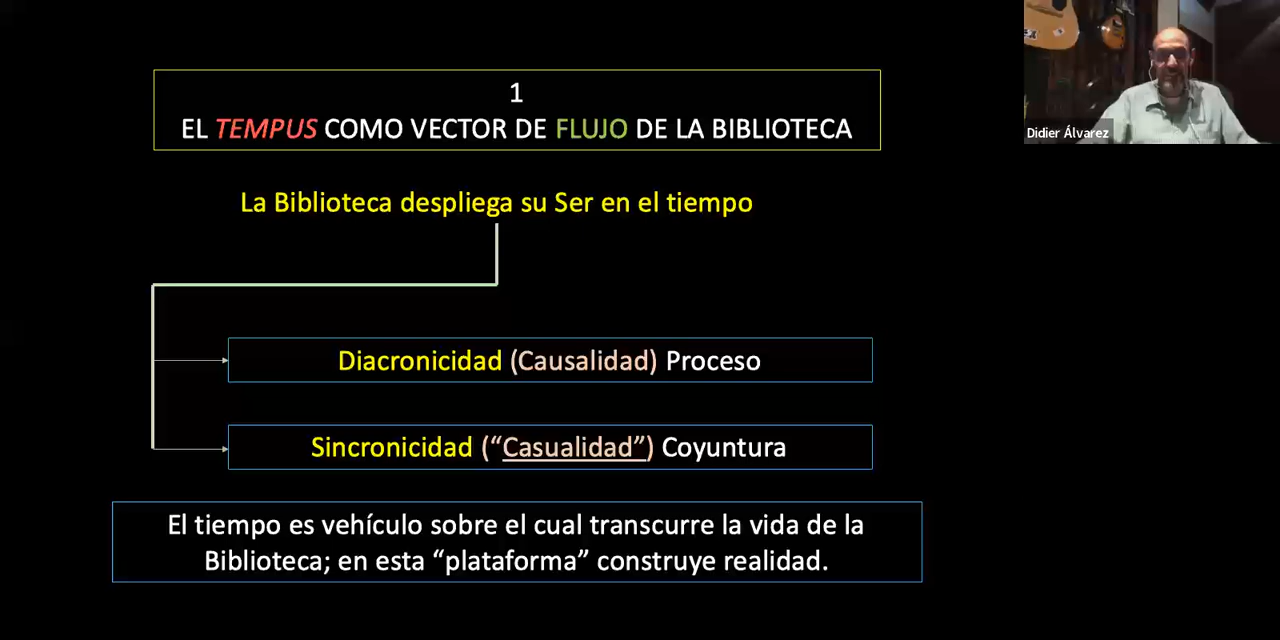 1
EL TEMPUS COMO VECTOR DE FLUJO DE LA BIBLIOTECA
La Biblioteca despliega su Ser en el tiempo
Diacronicidad (Causalidad) Proceso
Sincronicidad (“Casualidad”) Coyuntura
El tiempo es vehículo sobre el cual transcurre la vida de la
Biblioteca; en esta “plataforma” construye realidad.
Didier Álvarez